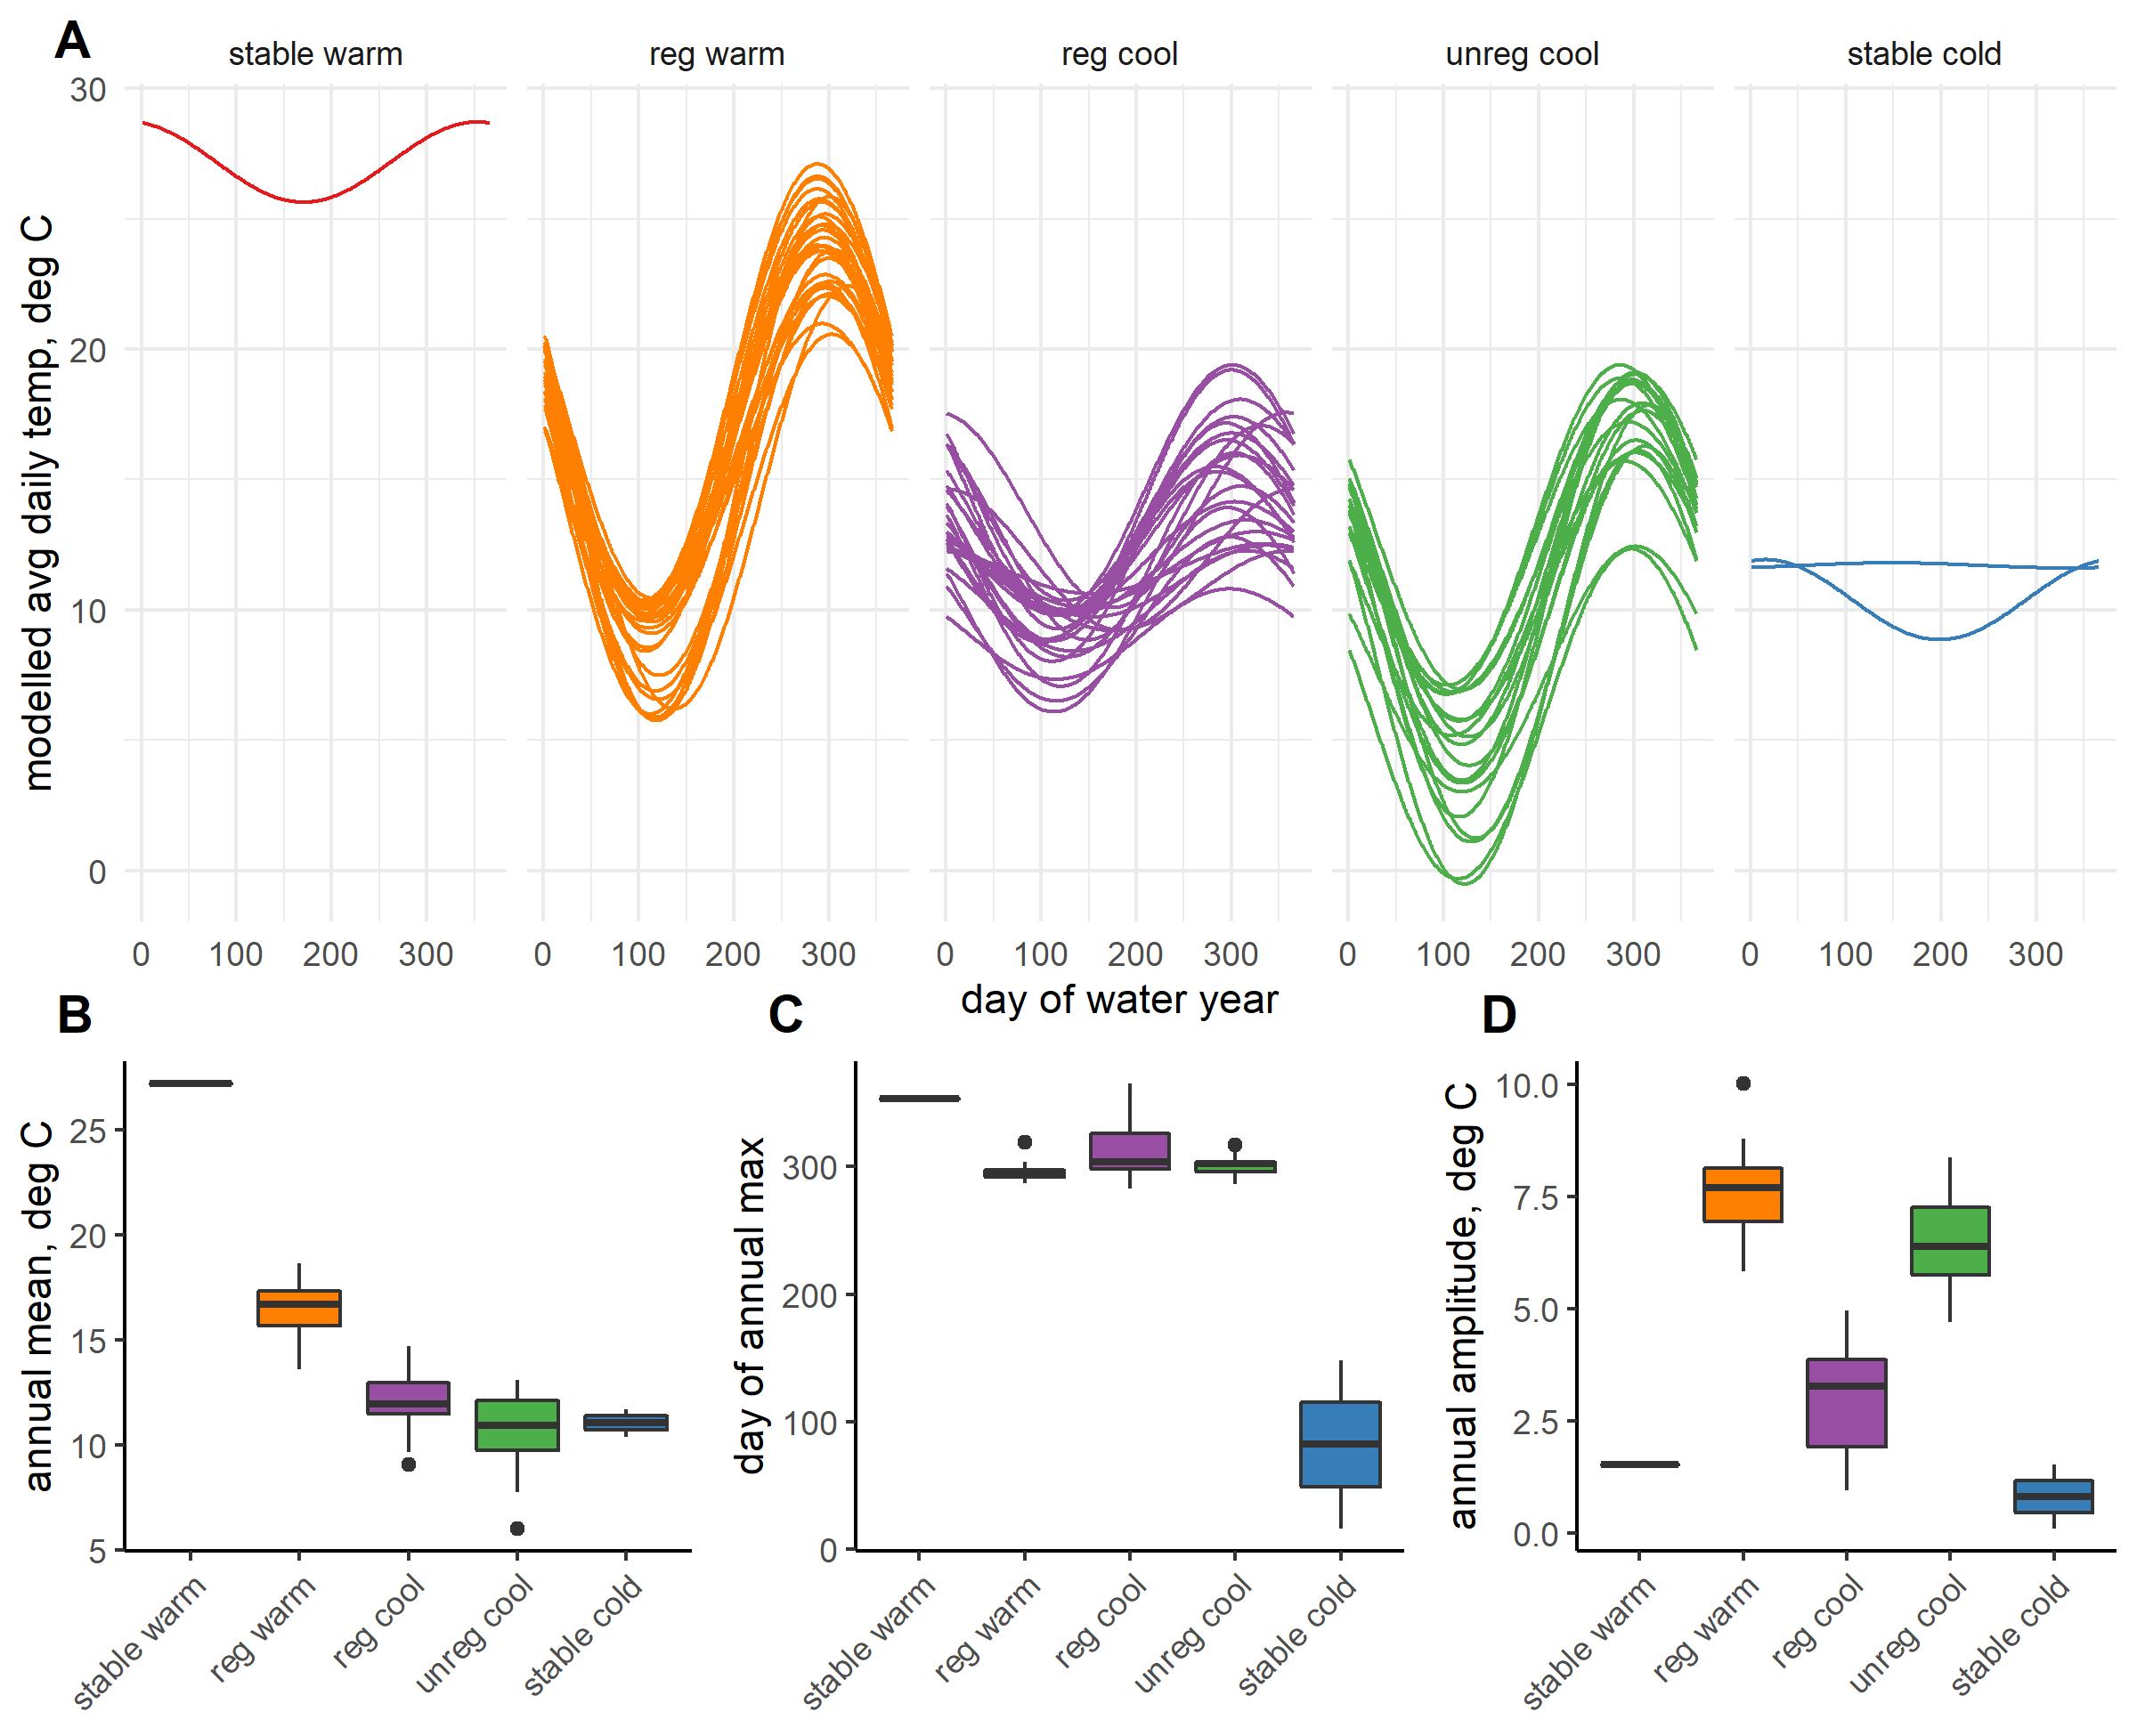 A
stable warm
reg warm
reg cool
unreg cool
stable cold
modelled avg daily temp, deg C
30
20
10
0
0 100 200 300
0 100 200 300
0 100 200 300
0 100 200 300
0 100 200 300
day of water year
B
annual mean, deg C
25
20
15
10
5
stable warm
reg warm
reg cool
unreg cool
stable cold
C
day of annual max
300
200
100
0
stable warm
reg warm
reg cool
unreg cool
stable cold
D
annual amplitude, deg C
10.0
7.5
5.0
2.5
0.0
stable warm
reg warm
reg cool
unreg cool
stable cold